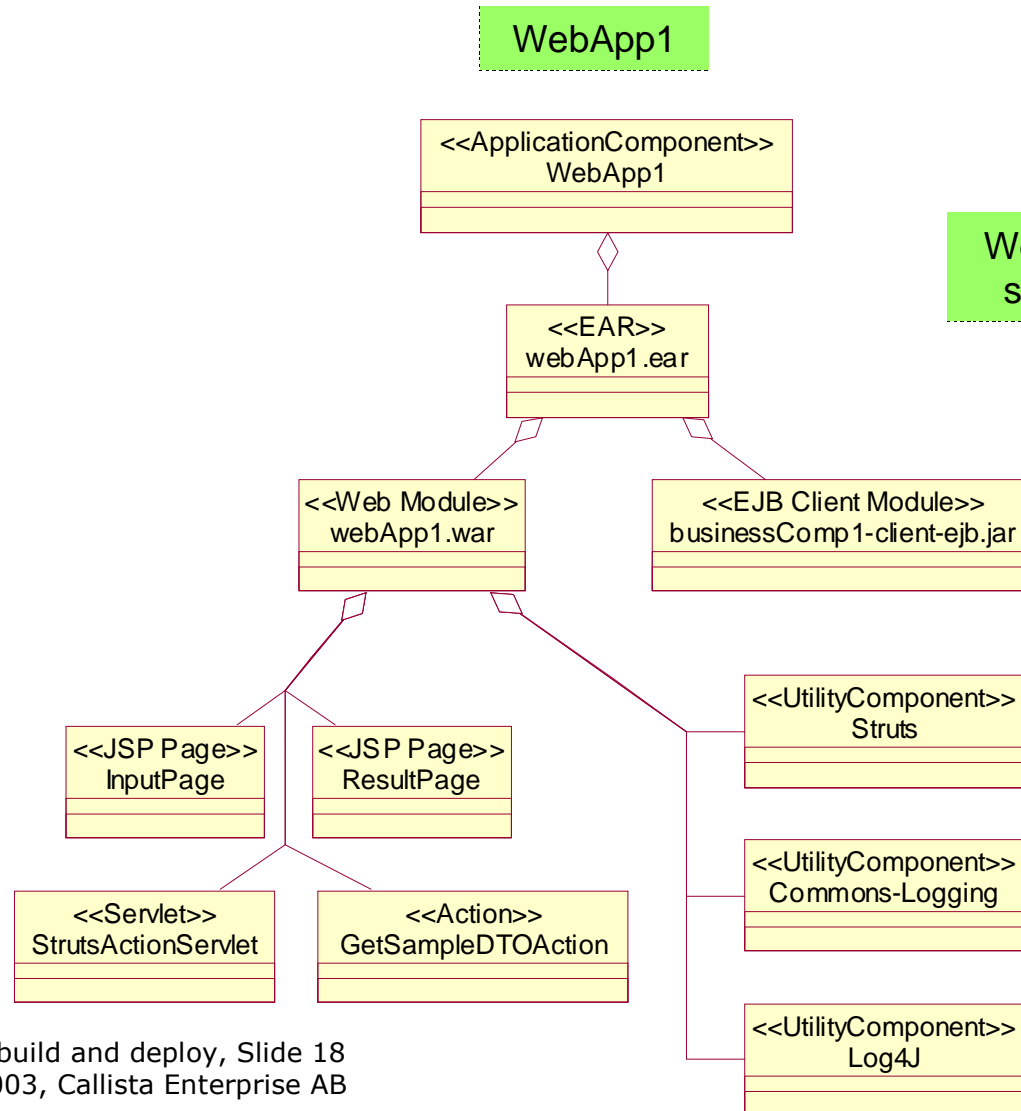 WebApp1
<<ApplicationComponent>>
WebApp1
<<EAR>>
webApp1.ear
<<Web Module>>
webApp1.war
<<EJB Client Module>>
businessComp1-client-ejb.jar
<<UtilityComponent>>
Struts
<<JSP Page>>
InputPage
<<JSP Page>>
ResultPage
<<UtilityComponent>>
Commons-Logging
<<Servlet>>
StrutsActionServlet
<<Action>>
GetSampleDTOAction
<<UtilityComponent>>
Log4J
build and deploy, Slide 18
003, Callista Enterprise AB